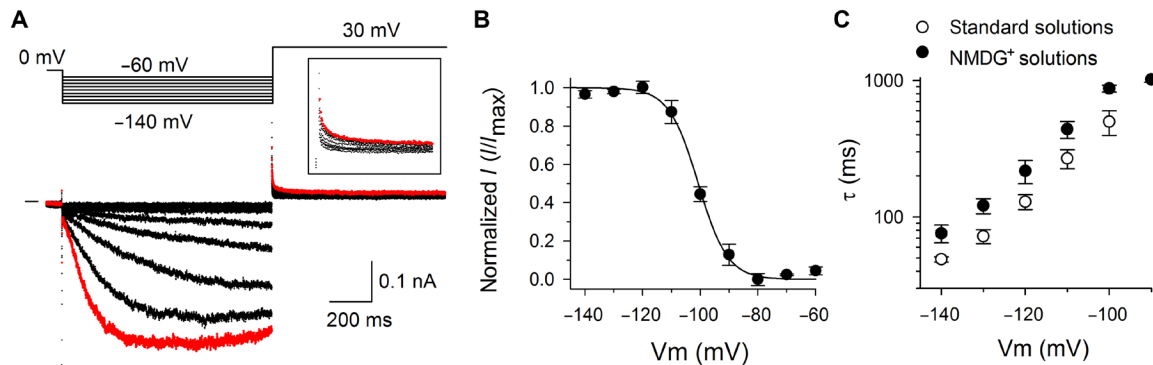 A
0 mV
30 mV
−60 mV
−140 mV
0.1 nA
200 ms
B
Normalized I (I/Imax)
1.0
0.8
0.6
0.4
0.2
0.0
−140 −120 −100 −80 −60
Vm (mV)
C
Standard solutions
NMDG+ solutions
τ (ms)
1000
100
−140 −120 −100
Vm (mV)